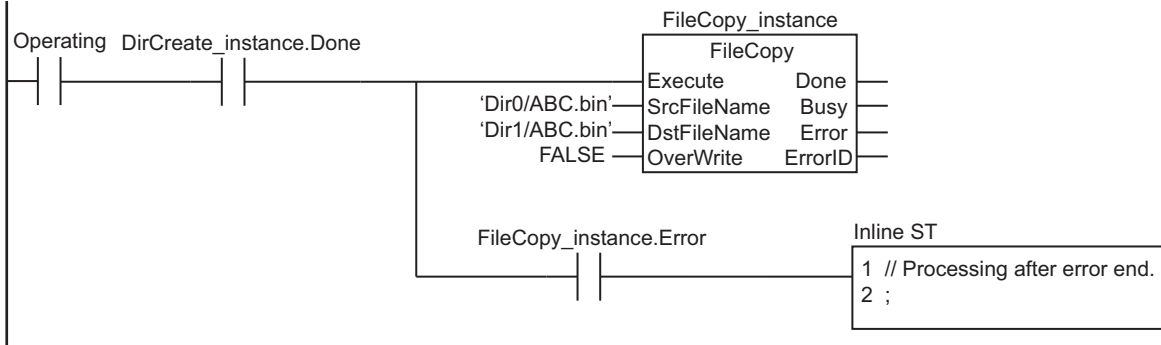 FileCopy_instance
Operating DirCreate_instance.Done
FileCopy
Execute Done
‘Dir0/ABC.bin’ SrcFileName Busy
‘Dir1/ABC.bin’ DstFileName Error
FALSE OverWrite ErrorID
FileCopy_instance.Error
Inline ST
1 // Processing after error end.
2 ;